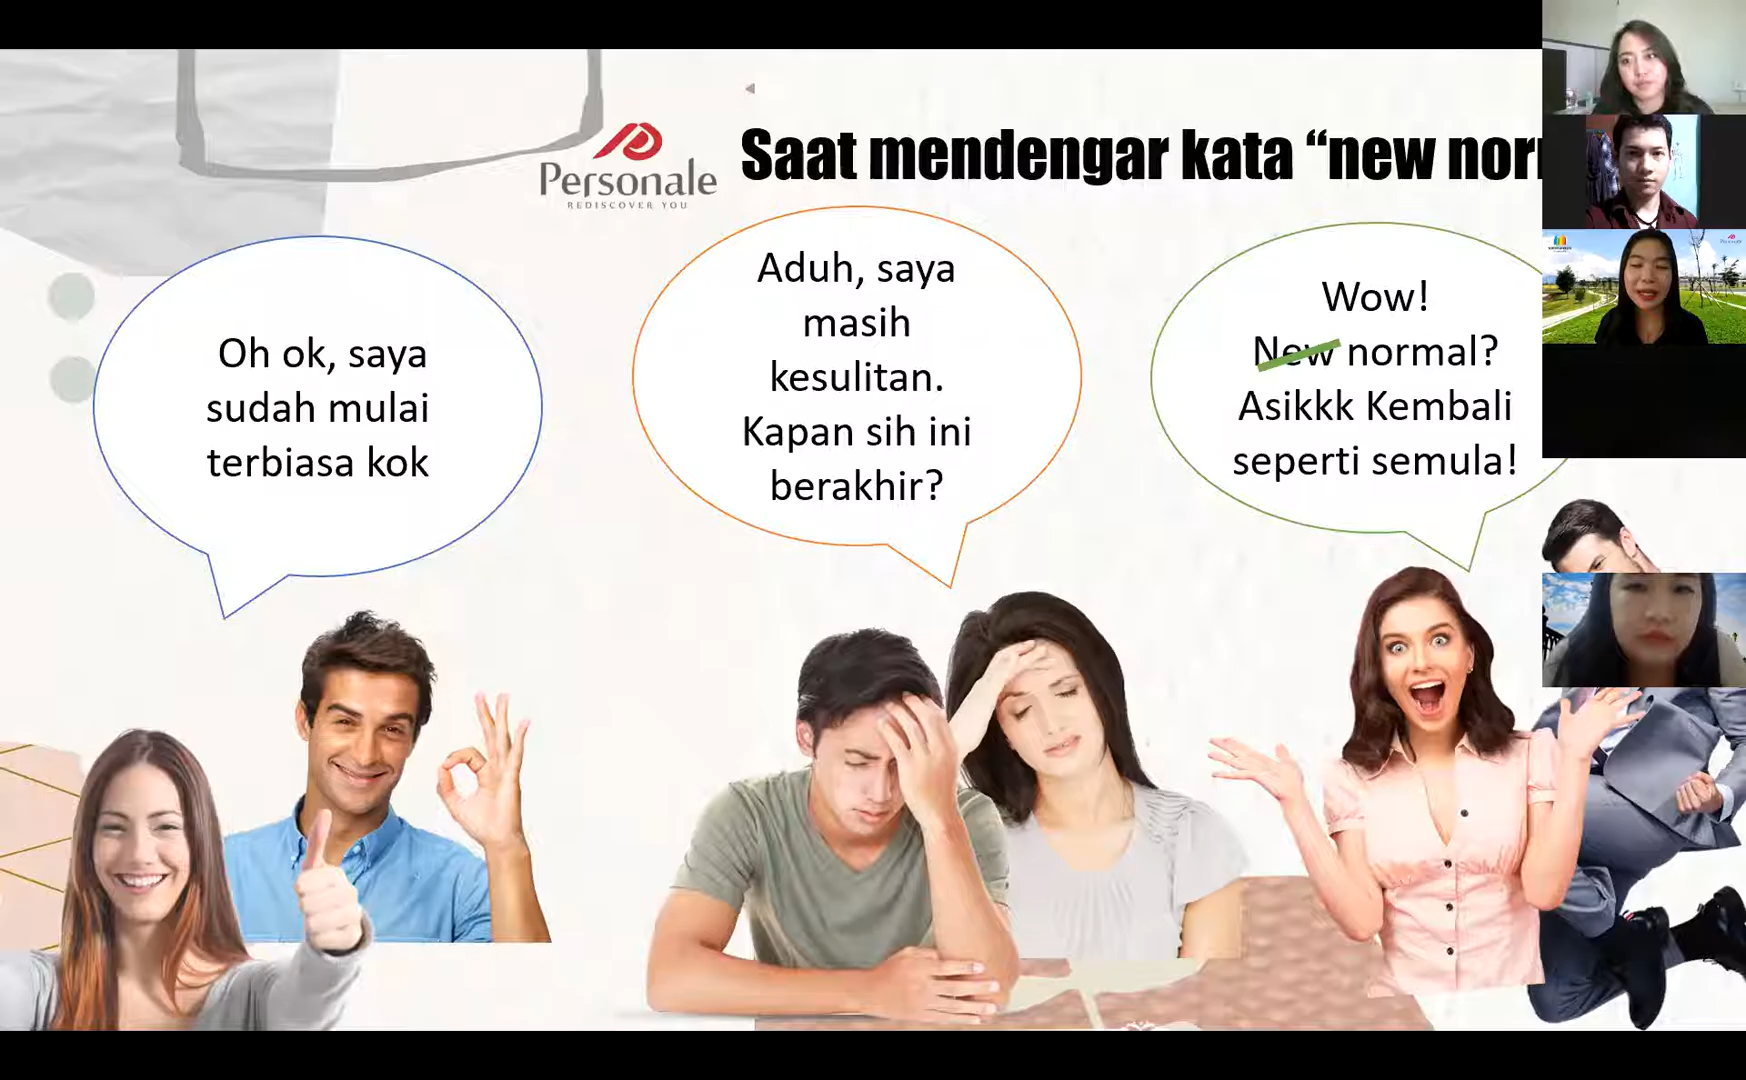 Personale
REDISCOVER YOU
Saat mendengar kata “new nor
Oh ok, saya
sudah mulai
terbiasa kok
Aduh, saya
masih
kesulitan.
Kapan sih ini
berakhir?
Wow!
New normal?
Asikkk Kembali
seperti semula!